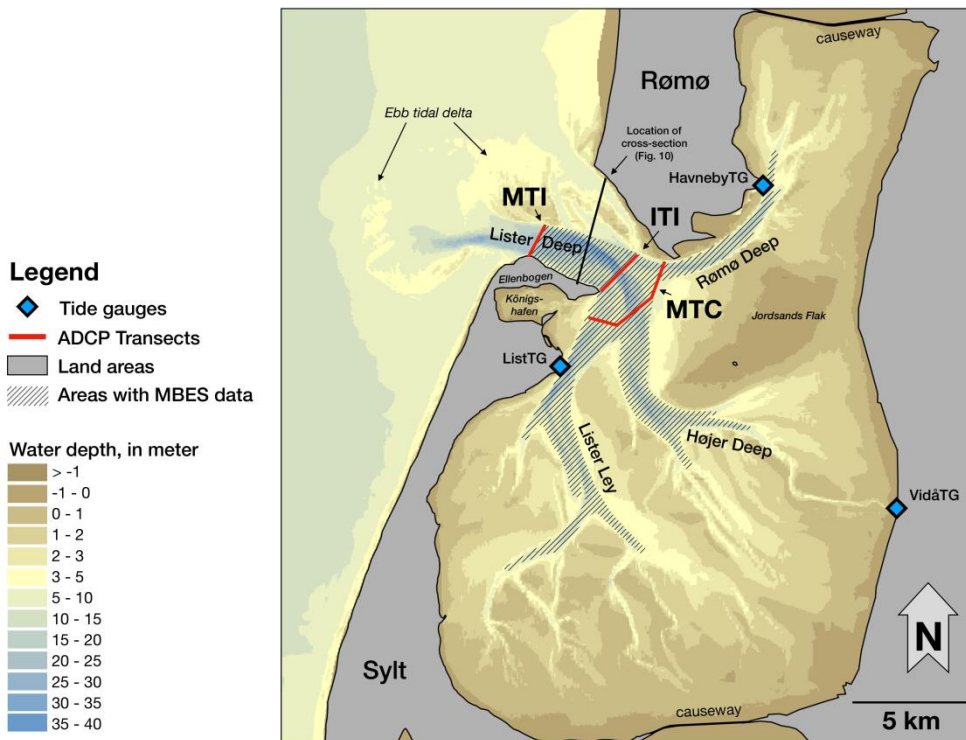 causeway
Rømø
Ebb tidal delta
Location of
cross-section
(Fig. 10)
HavnebyTG
MTI
ITI
Lister Deep
Rømø Deep
Ellenbogen
Königs-
hafen
MTC
Jordsands Flak
ListTG
Højer Deep
Lister Ley
VidåTG
N
Sylt
causeway
5 km
Legend
Tide gauges
ADCP Transects
Land areas
Areas with MBES data
Water depth, in meter
> -1
-1 - 0
0 - 1
1 - 2
2 - 3
3 - 5
5 - 10
10 - 15
15 - 20
20 - 25
25 - 30
30 - 35
35 - 40